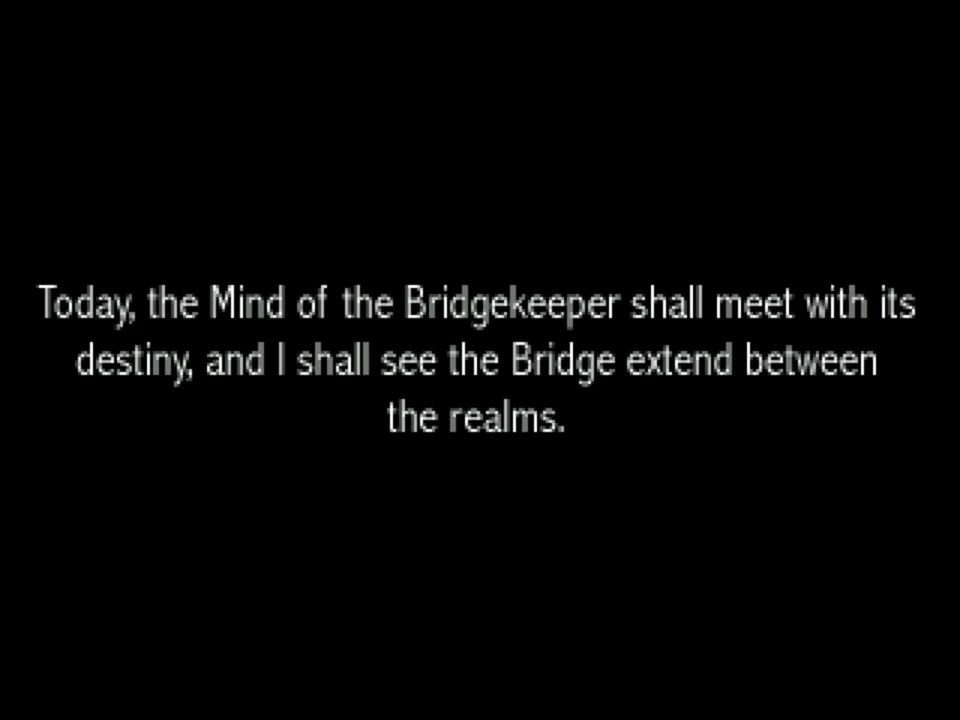 Today, the Mind of the Bridgekeeper shall meet with its
destiny, and I shall see the Bridge extend between
the realms.